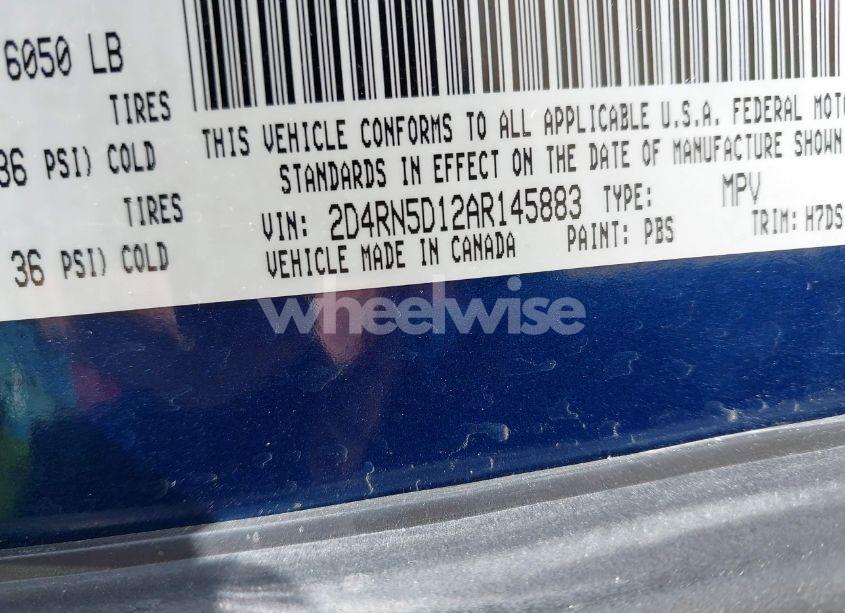 6050 LB
TIRES
36 PSI) COLD
TIRES
36 PSI) COLD
THIS VEHICLE CONFORMS TO ALL APPLICABLE U.S.A. FEDERAL MOTO
STANDARDS IN EFFECT ON THE DATE OF MANUFACTURE SHOWN
VIN: 2D4RN5D12AR145883 TYPE: MPV
VEHICLE MADE IN CANADA PAINT: PBS TRIM: H7DS
wheelwise